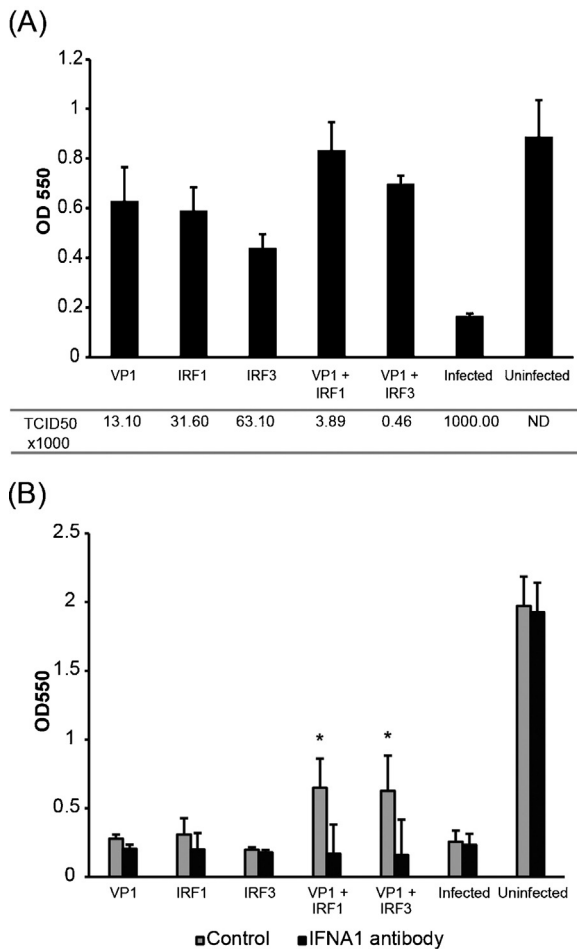 (A)
1.2
1
0.8
0.6
0.4
0.2
0
OD 550
VP1 IRF1 IRF3 VP1 + IRF1 VP1 + IRF3 Infected Uninfected
TCID50 x1000 13.10 31.60 63.10 3.89 0.46 1000.00 ND
(B)
2.5
2
1.5
1
0.5
0
OD550
* *
VP1 IRF1 IRF3 VP1 + IRF1 VP1 + IRF3 Infected Uninfected
Control IFNA1 antibody